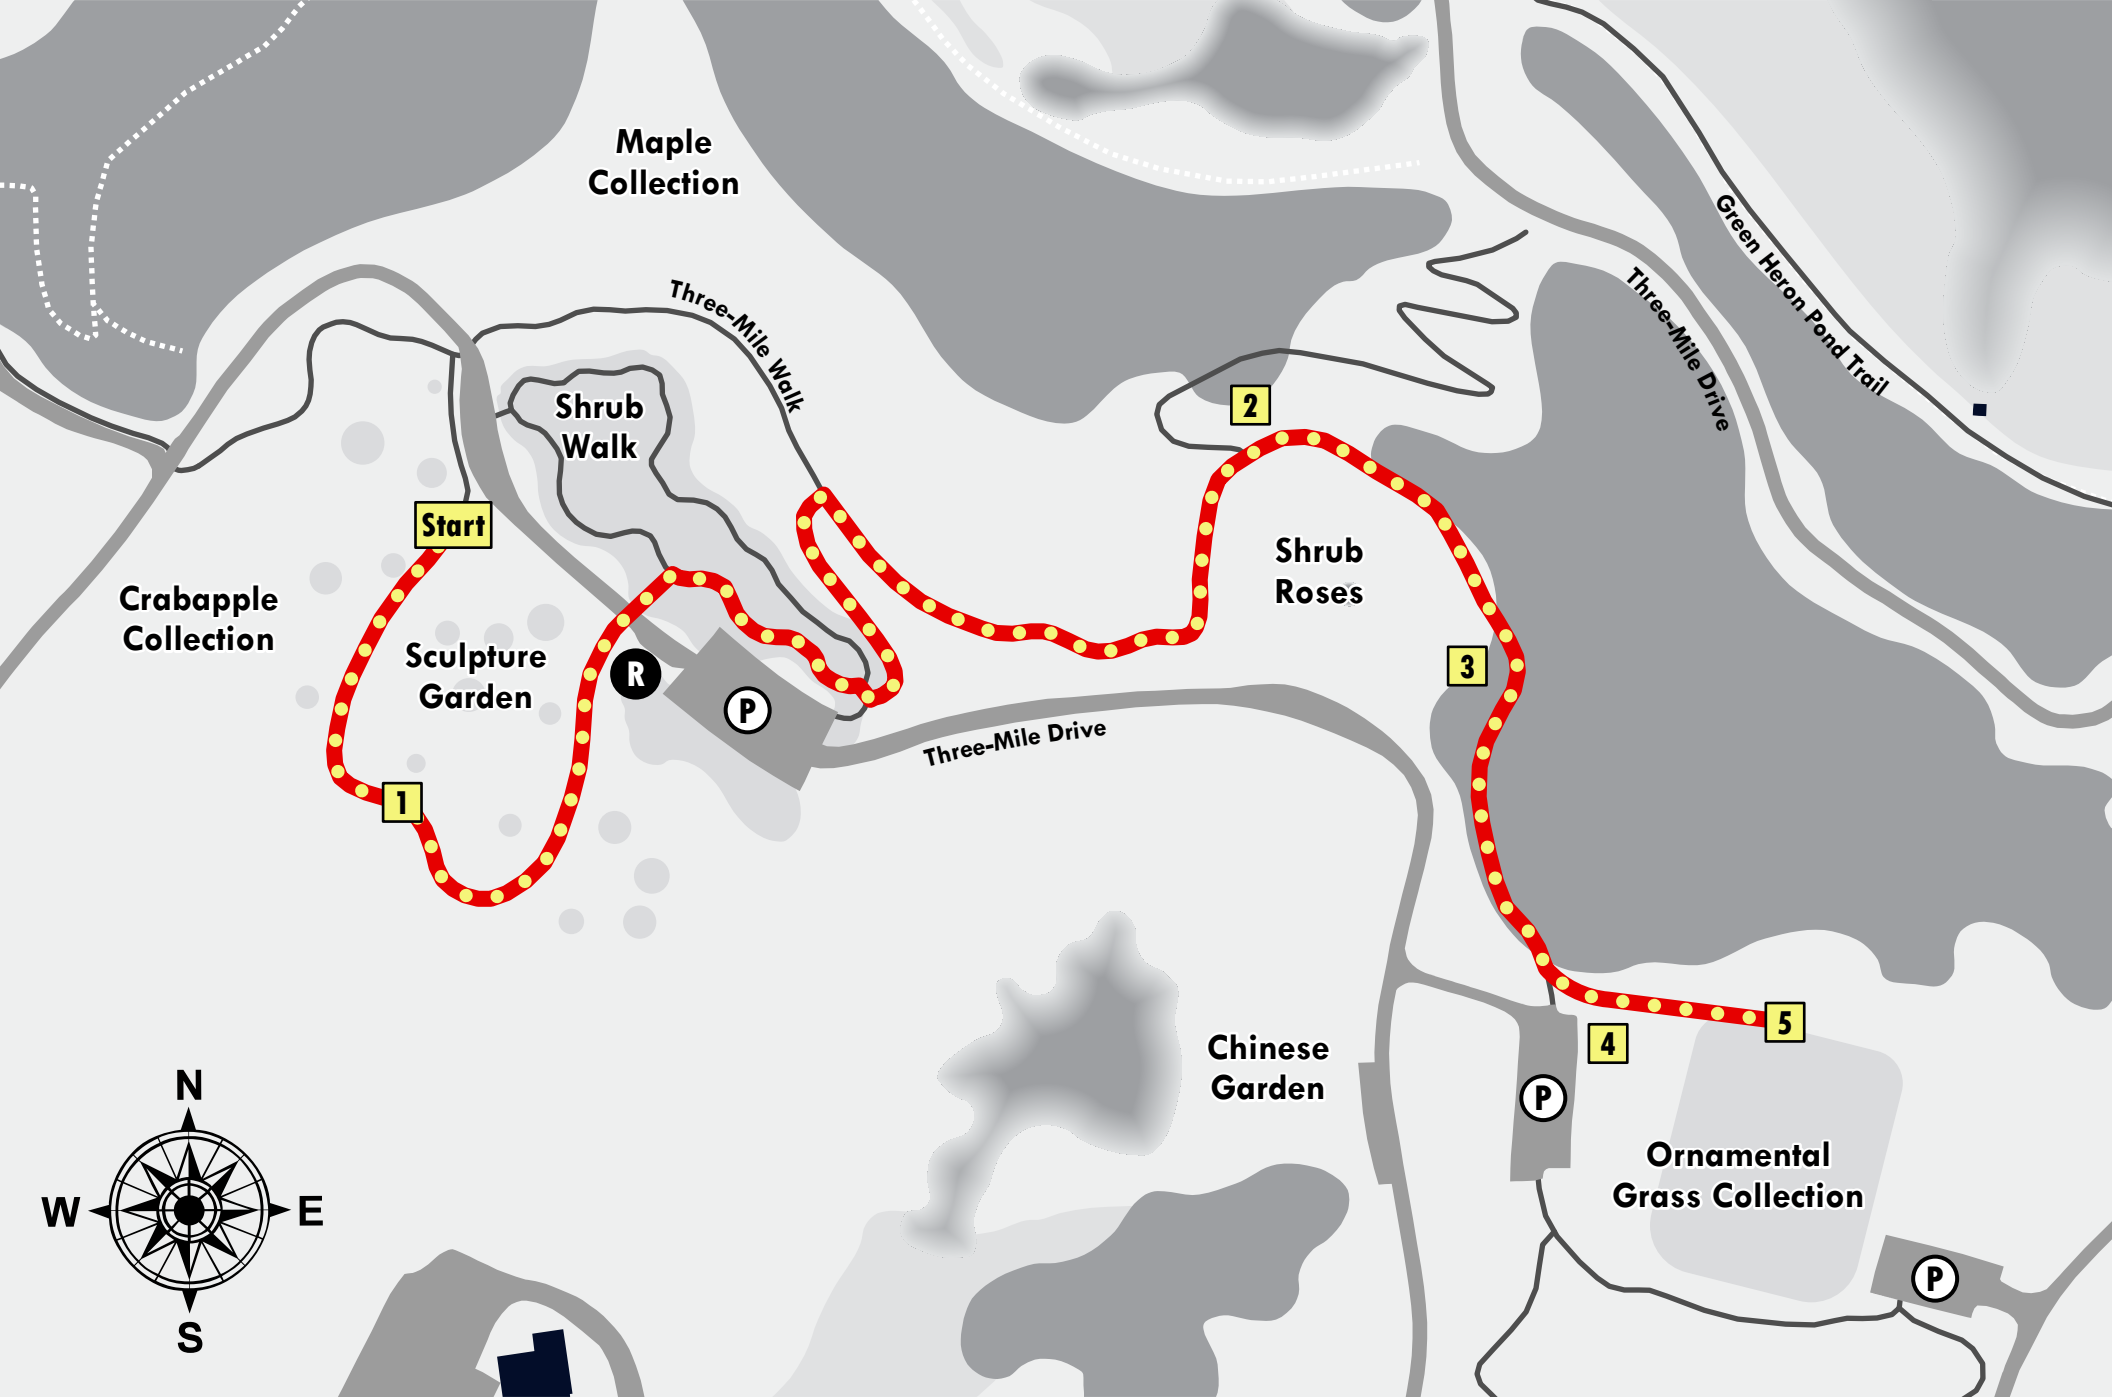 Maple
Collection
Green Heron Pond Trail
Three-Mile Walk
Three-Mile Drive
Shrub
Walk
2
Start
Shrub
Roses
Crabapple
Collection
Sculpture
Garden
R
3
P
Three-Mile Drive
1
5
4
Chinese
Garden
P
N
W
E
S
Ornamental
Grass Collection
P